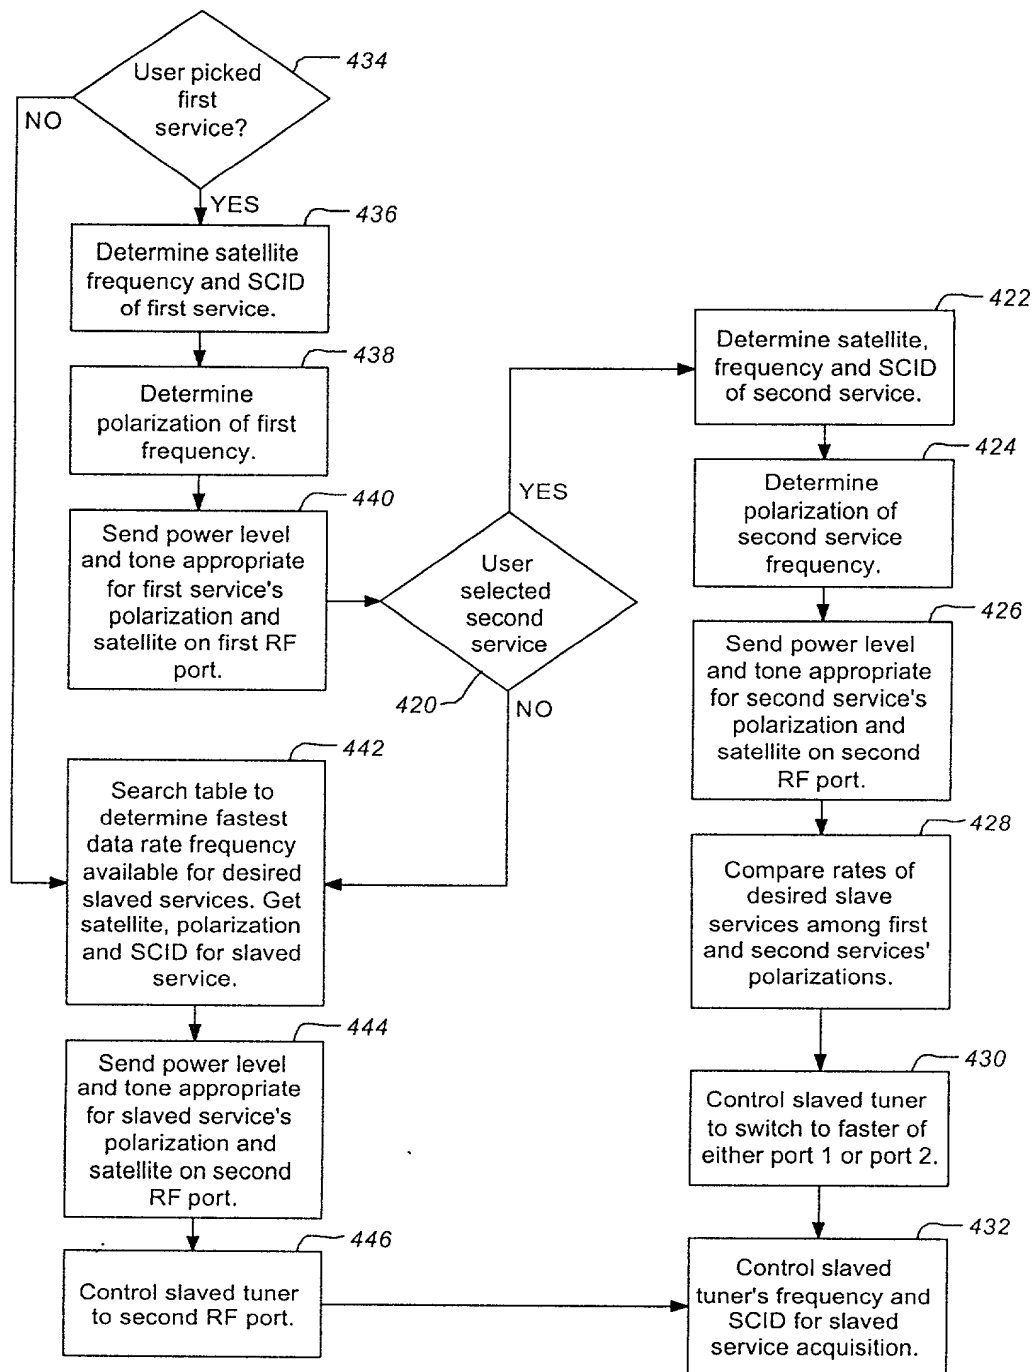 User picked
first
service?
434
NO
YES
436
Determine satellite
frequency and SCID
of first service.
438
Determine
polarization of first
frequency.
440
Send power level
and tone appropriate
for first service's
polarization and
satellite on first RF
port.
User
selected
second
service
420
YES
NO
442
Search table to
determine fastest
data rate frequency
available for desired
slaved services. Get
satellite, polarization
and SCID for slaved
service.
444
Send power level
and tone appropriate
for slaved service's
polarization and
satellite on second
RF port.
446
Control slaved tuner
to second RF port.
422
Determine satellite,
frequency and SCID
of second service.
424
Determine
polarization of
second service
frequency.
426
Send power level
and tone appropriate
for second service's
polarization and
satellite on second
RF port.
428
Compare rates of
desired slave
services among first
and second services'
polarizations.
430
Control slaved tuner
to switch to faster of
either port 1 or port 2.
432
Control slaved
tuner's frequency and
SCID for slaved
service acquisition.